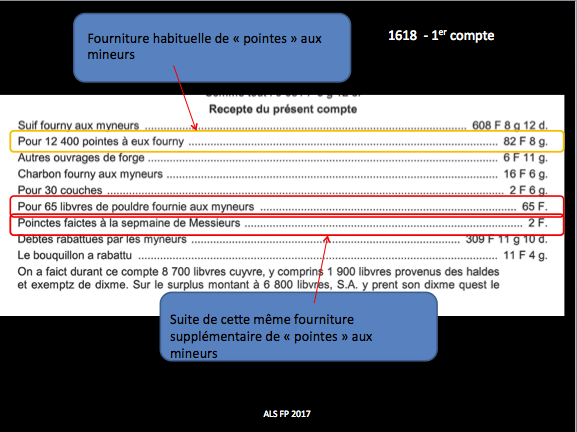 Fourniture habituelle de « pointes » aux
mineurs
1618 - 1er compte
Recepte du présent compte
Suif fourny aux myneurs ........ 608 F 8 g 12 d.
Pour 12 400 pointes à eux fourny ........ 82 F 8 g.
Autres ouvrages de forge ........ 6 F 11 g.
Charbon fourny aux myneurs ........ 16 F 6 g.
Pour 30 couches ........ 2 F 6 g.
Pour 65 libvres de pouldre fournie aux myneurs ........ 65 F.
Poinctes faictes à la sepmaine de Messieurs ........ 2 F.
Debtes rabattues par les myneurs ........ 309 F 11 g 10 d.
Le bouquillon a rabattu ........ 11 F 4 g.
On a faict durant ce compte 8 700 libvres cuyvre, y comprins 1 900 libvres provenus des haldes
et exemptz de dixme. Sur le surplus montant à 6 800 libvres, S.A. y prent son dixme quest le
Suite de cette même fourniture
supplémentaire de « pointes » aux
mineurs
ALS FP 2017